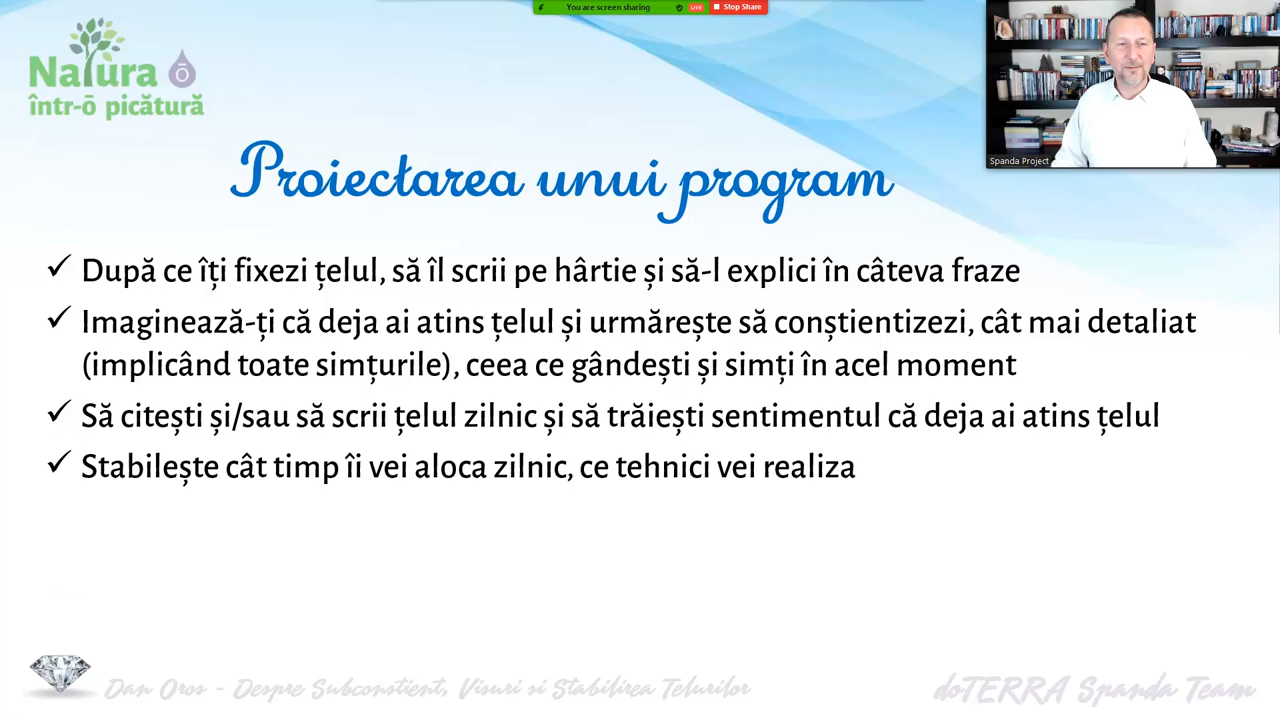 You are screen sharing
LIVE
Stop Share
Natura
într-ō picătură
Spanda Project
Proiectarea unui program
După ce îți fixezi țelul, să îl scrii pe hârtie și să-l explici în câteva fraze
Imaginează-ți că deja ai atins țelul și urmărește să conștientizezi, cât mai detaliat
(implicând toate simțurile), ceea ce gândești și simți în acel moment
Să citești și/sau să scrii țelul zilnic și să trăiești sentimentul că deja ai atins țelul
Stabilește cât timp îi vei aloca zilnic, ce tehnici vei realiza
Dan Oros - Despre Subconstient, Visuri si Stabilirea Telurilor
doTERRA Spanda Team